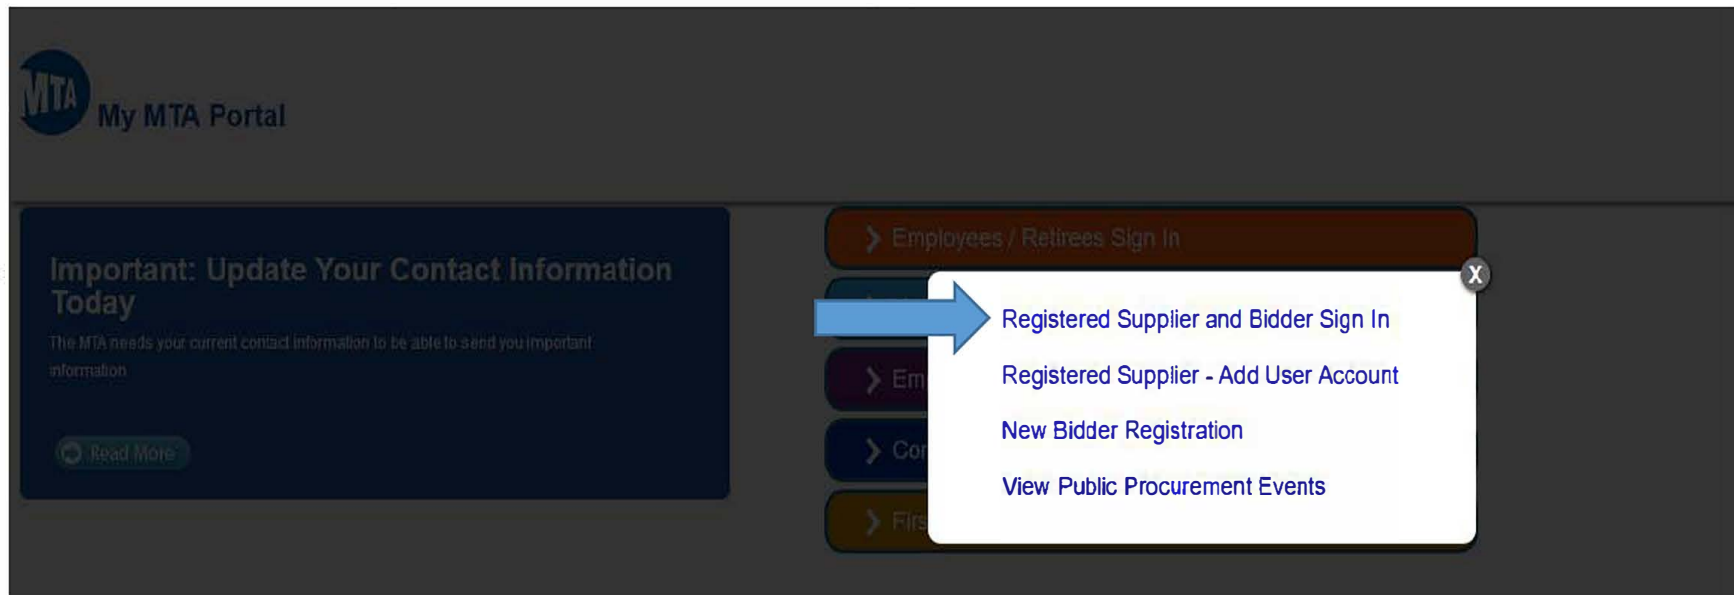 MTA
My MTA Portal
Important: Update Your Contact Information
Today
The MTA needs your current contact information to be able to send you important
information
Read More
Employees / Retirees Sign In
X
Registered Supplier and Bidder Sign In
Registered Supplier - Add User Account
New Bidder Registration
View Public Procurement Events